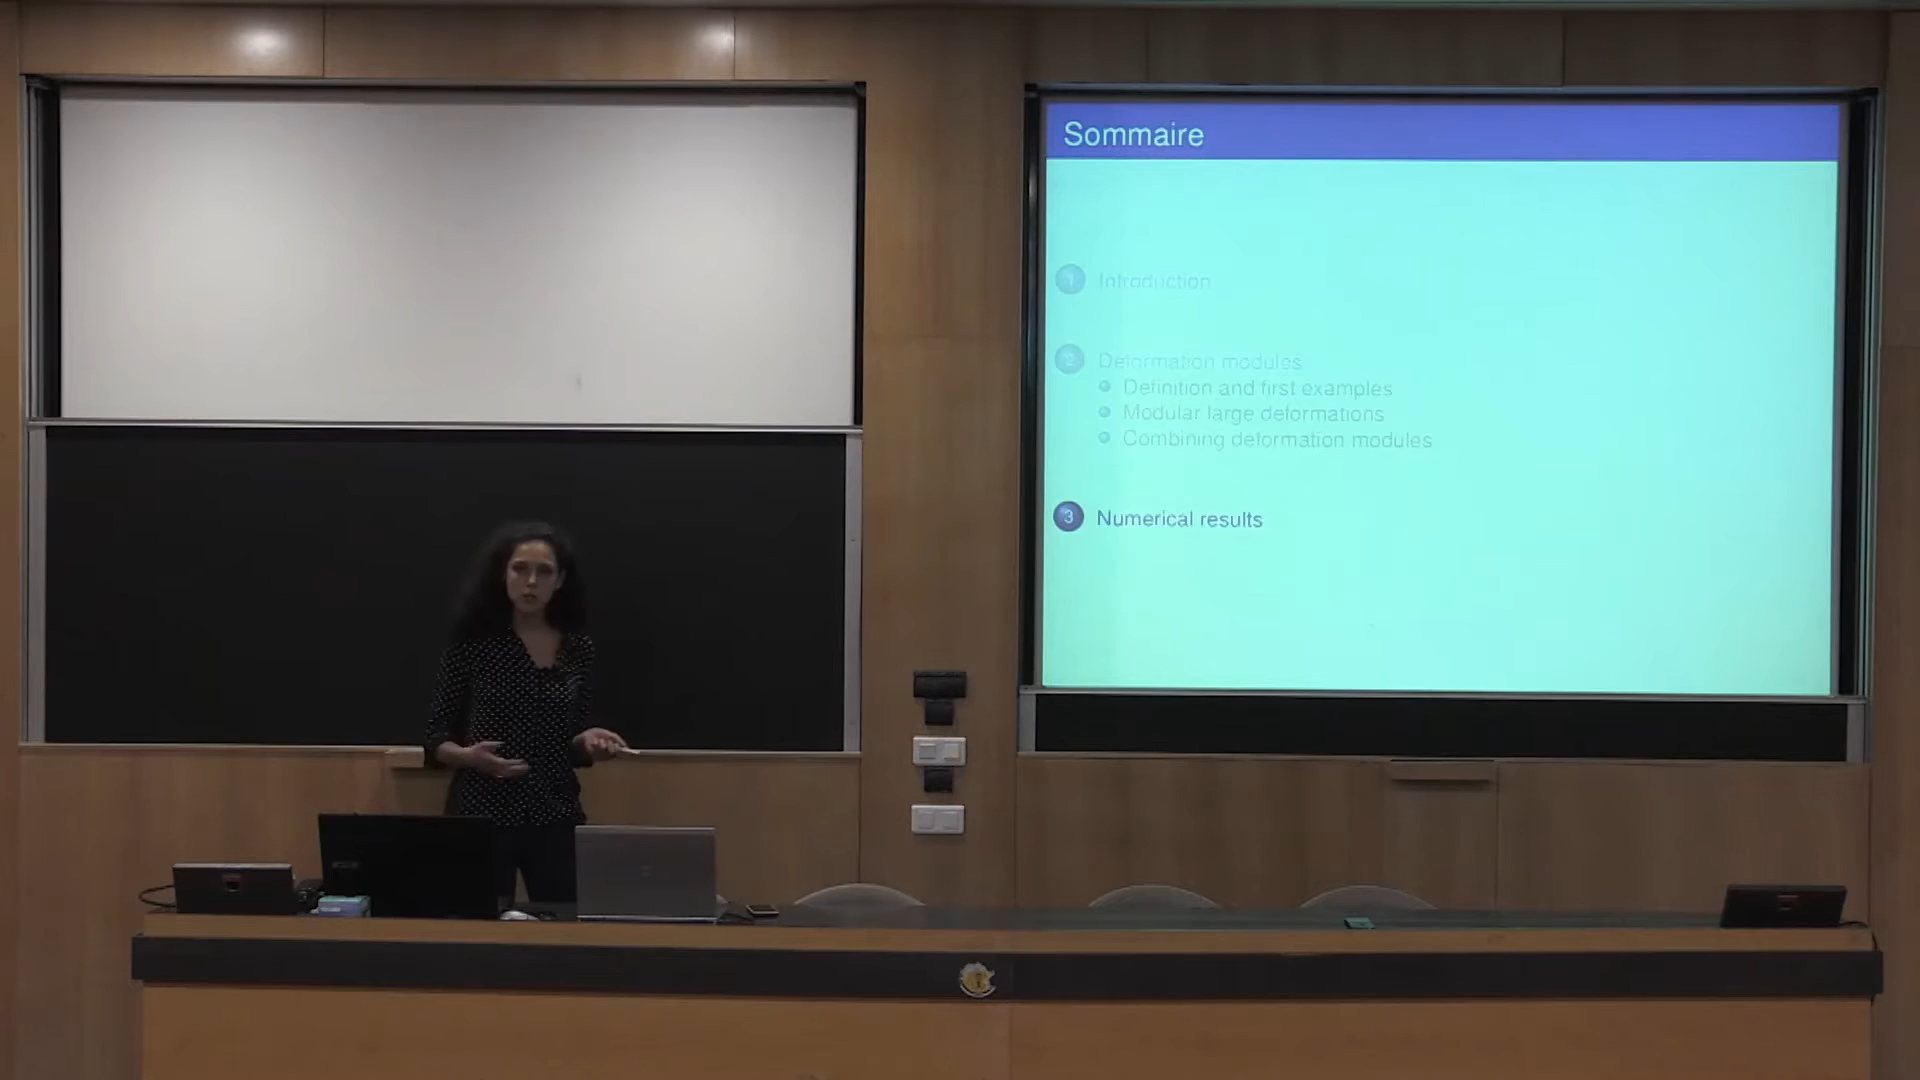 Sommaire
1 Introduction
2 Deformation modules
Definition and first examples
Modular large deformations
Combining deformation modules
3 Numerical results